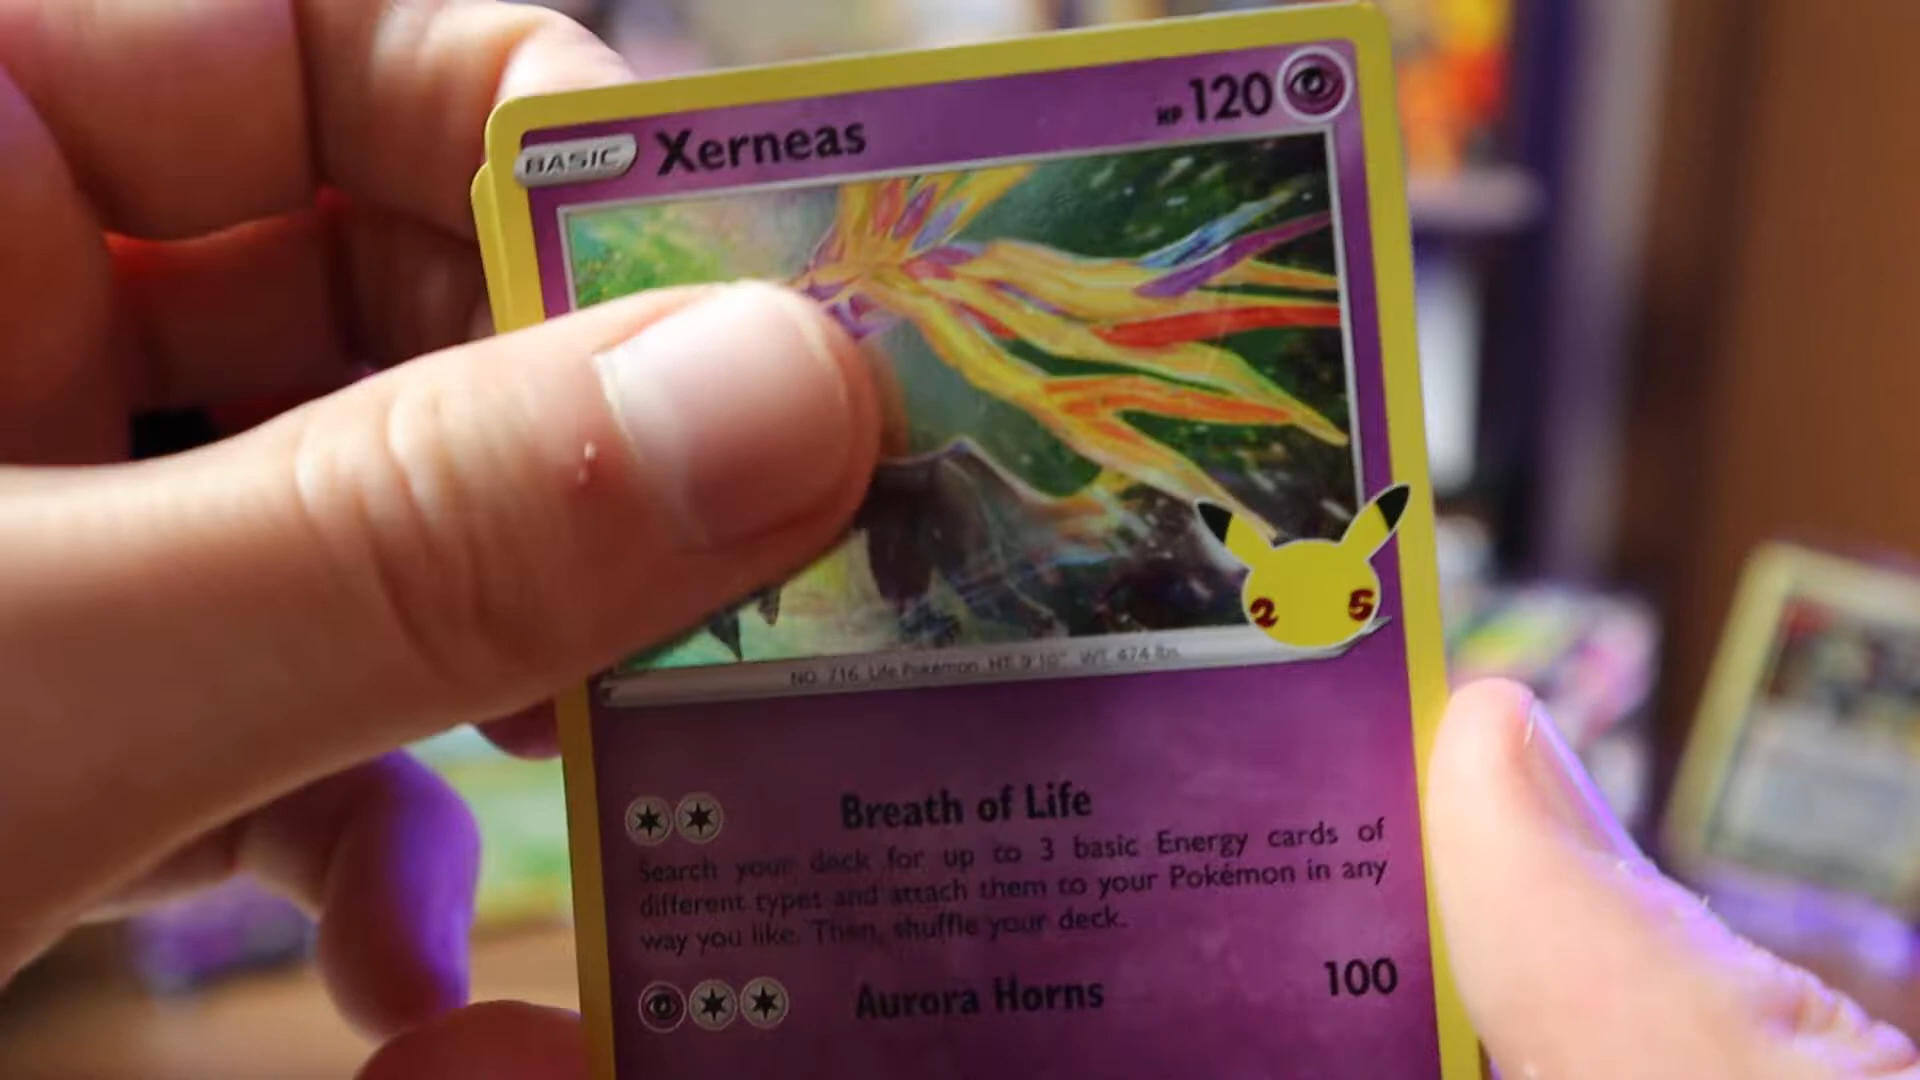 BASIC Xerneas HP 120
2 5
NO. 716 Life Pokémon HT: 9'10" WT: 474 lbs.
Breath of Life
Search your deck for up to 3 basic Energy cards of
different types and attach them to your Pokémon in any
way you like. Then, shuffle your deck.
Aurora Horns 100